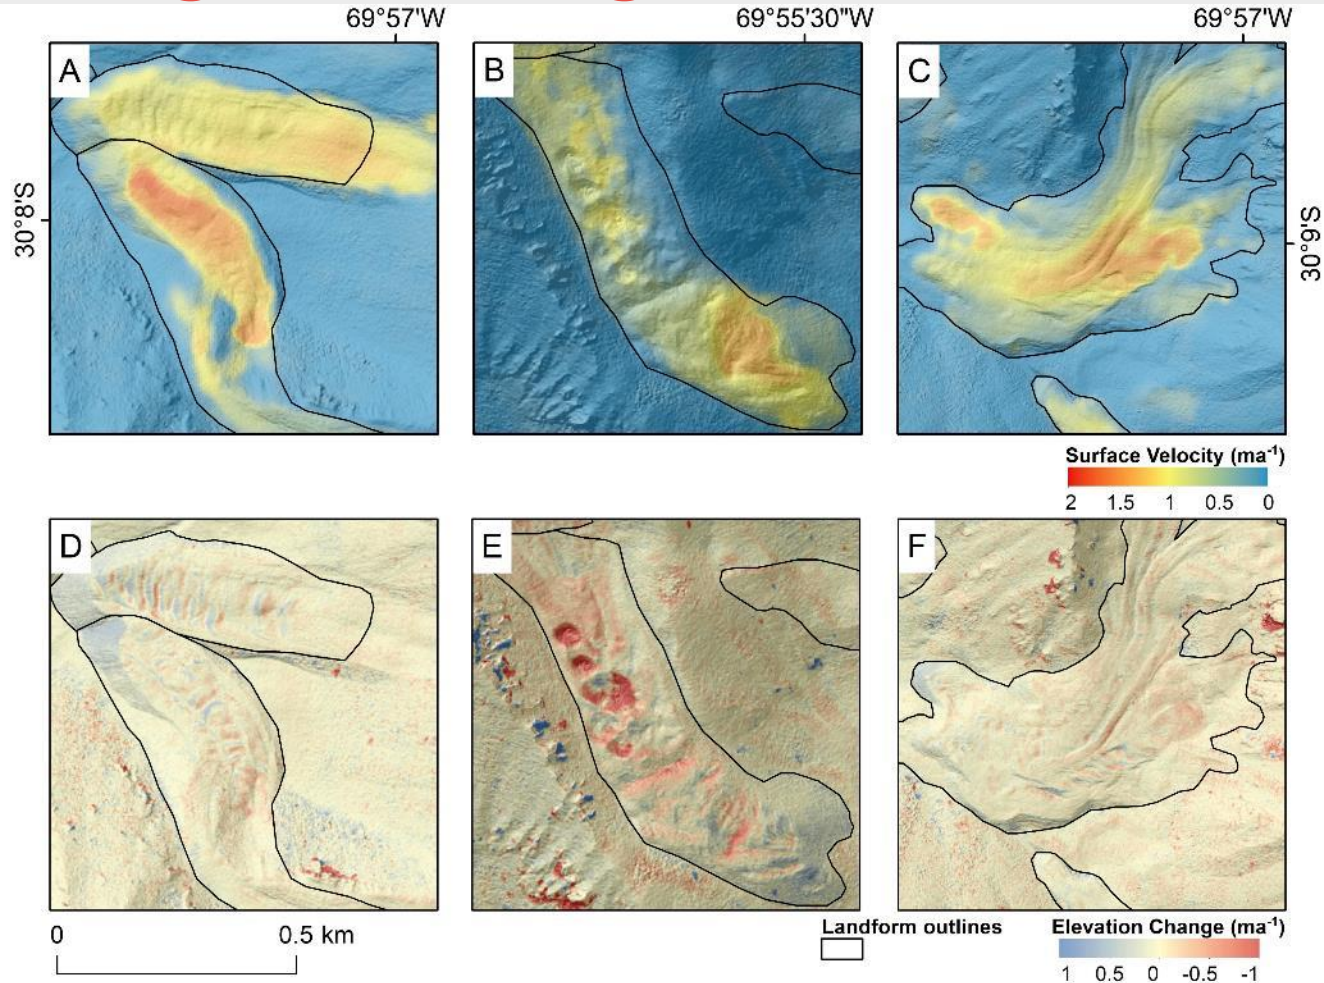 69°57'W
69°55'30"W
69°57'W
A
B
C
30°8'S
30°9'S
Surface Velocity (ma⁻¹)
2 1.5 1 0.5 0
D
E
F
0 0.5 km
Landform outlines
Elevation Change (ma⁻¹)
1 0.5 0 -0.5 -1